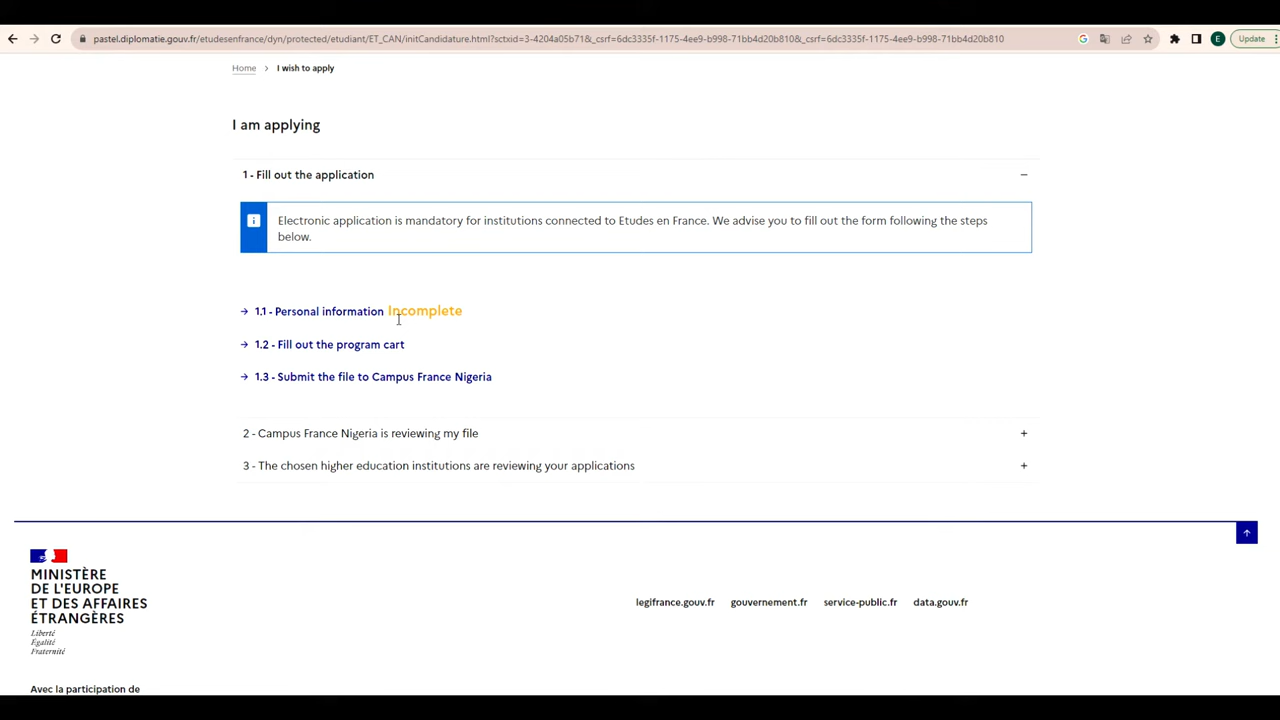 pastel.diplomatie.gouv.fr/etudesenfrance/dyn/protected/etudiant/ET_CAN/initCandidature.html?sctxid=3-4204a05b71&_csrf=6dc3335f-1175-4ee9-b998-71bb4d20b810&_csrf=6dc3335f-1175-4ee9-b998-71bb4d20b810
E
Update
Home > I wish to apply
I am applying
1 - Fill out the application
Electronic application is mandatory for institutions connected to Etudes en France. We advise you to fill out the form following the steps
below.
1.1 - Personal information Incomplete
1.2 - Fill out the program cart
1.3 - Submit the file to Campus France Nigeria
2 - Campus France Nigeria is reviewing my file
3 - The chosen higher education institutions are reviewing your applications
MINISTÈRE
DE L'EUROPE
ET DES AFFAIRES
ÉTRANGÈRES
Liberté
Égalité
Fraternité
legifrance.gouv.fr gouvernement.fr service-public.fr data.gouv.fr
Avec la participation de